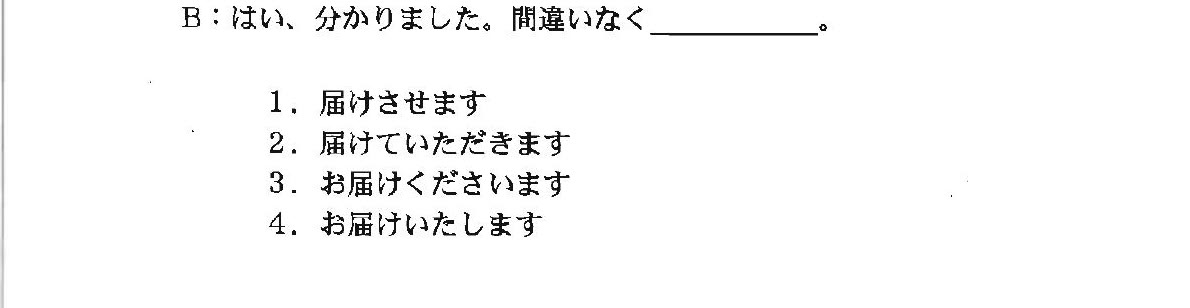 B：はい、分かりました。間違いなく＿＿＿＿＿＿。
１．届けさせます
２．届けていただきます
３．お届けくださいます
４．お届けいたします